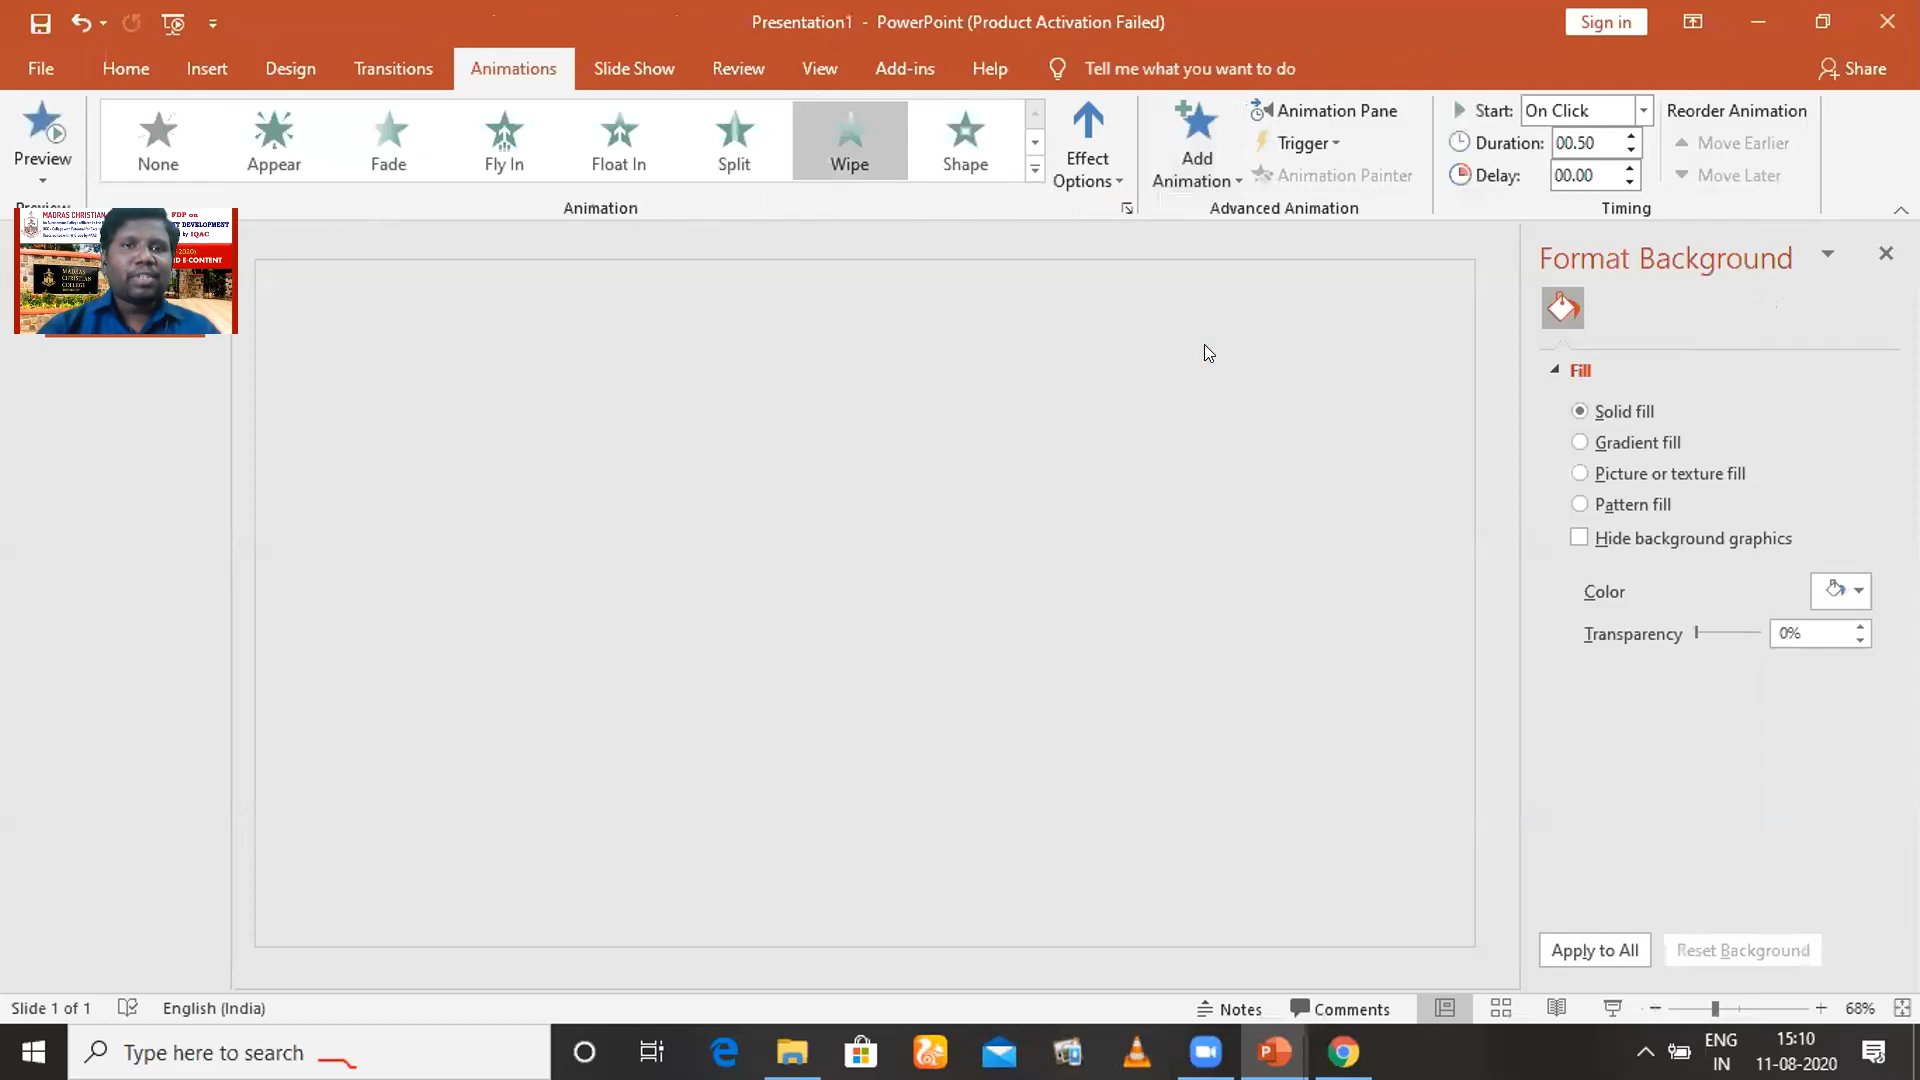 Presentation1 - PowerPoint (Product Activation Failed)
Sign in
File Home Insert Design Transitions Animations Slide Show Review View Add-ins Help Tell me what you want to do Share
Preview
None Appear Fade Fly In Float In Split Wipe Shape
Effect Options
Add Animation
Animation Pane
Trigger
Animation Painter
Start: On Click
Duration: 00.50
Delay: 00.00
Reorder Animation
Move Earlier
Move Later
Preview
Animation
Advanced Animation
Timing
MADRAS CHRISTIAN
FDP on
DEVELOPMENT
by IQAC
2020)
E-CONTENT
MADRAS
CHRISTIAN
COLLEGE
Format Background
Fill
Solid fill
Gradient fill
Picture or texture fill
Pattern fill
Hide background graphics
Color
Transparency 0%
Apply to All Reset Background
Slide 1 of 1 English (India) Notes Comments 68%
Type here to search
ENG
IN
15:10
11-08-2020